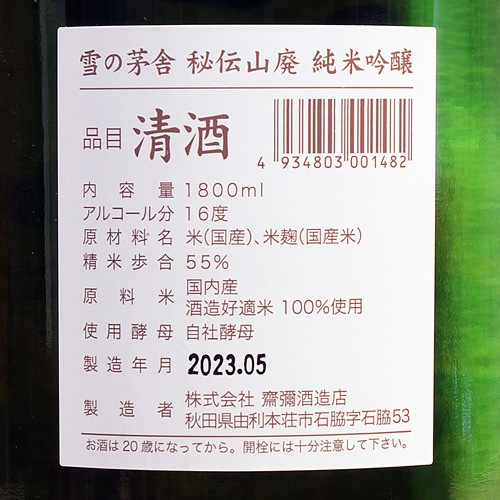 雪の茅舎 秘伝山廃 純米吟醸
品目 清酒
4 934803 001482
内容量 1800ml
アルコール分 16度
原材料名 米(国産)、米麹(国産米)
精米歩合 55%
原料米 国内産
酒造好適米 100%使用
使用酵母 自社酵母
製造年月 2023.05
製造者 株式会社 齋彌酒造店
秋田県由利本荘市石脇字石脇53
お酒は20歳になってから。開栓には十分注意して下さい。